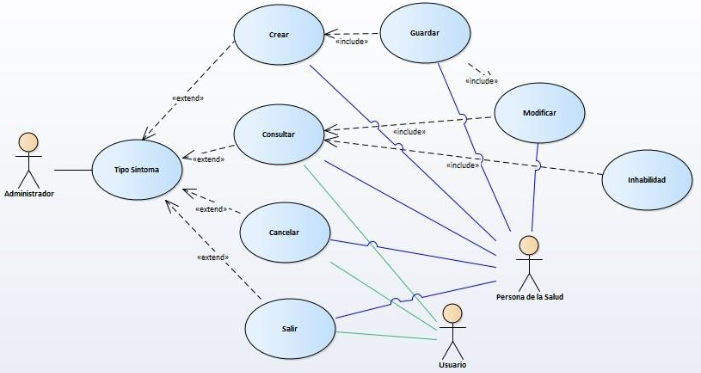 Crear
Guardar
«include»
«include»
«extend»
Modificar
Consultar
«include»
Administrador
Tipo Síntoma
«extend»
«include»
Inhabilidad
«extend»
Cancelar
«extend»
Persona de la Salud
Salir
Usuario